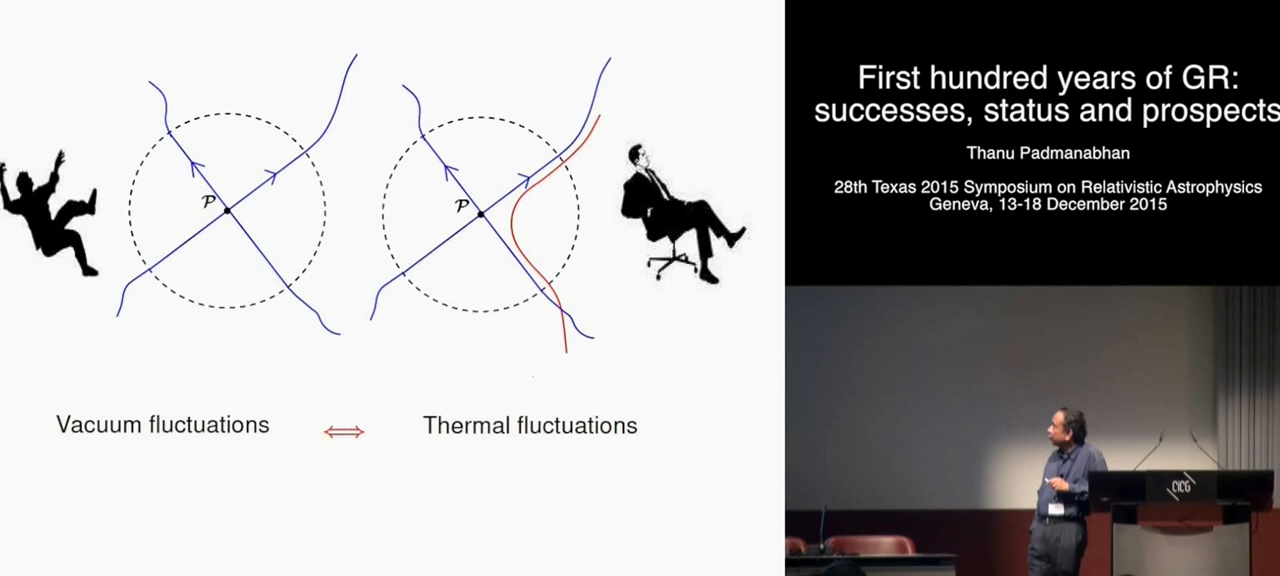 P
P
Vacuum fluctuations ⇔ Thermal fluctuations
First hundred years of GR:
successes, status and prospects
Thanu Padmanabhan
28th Texas 2015 Symposium on Relativistic Astrophysics
Geneva, 13-18 December 2015
CICG